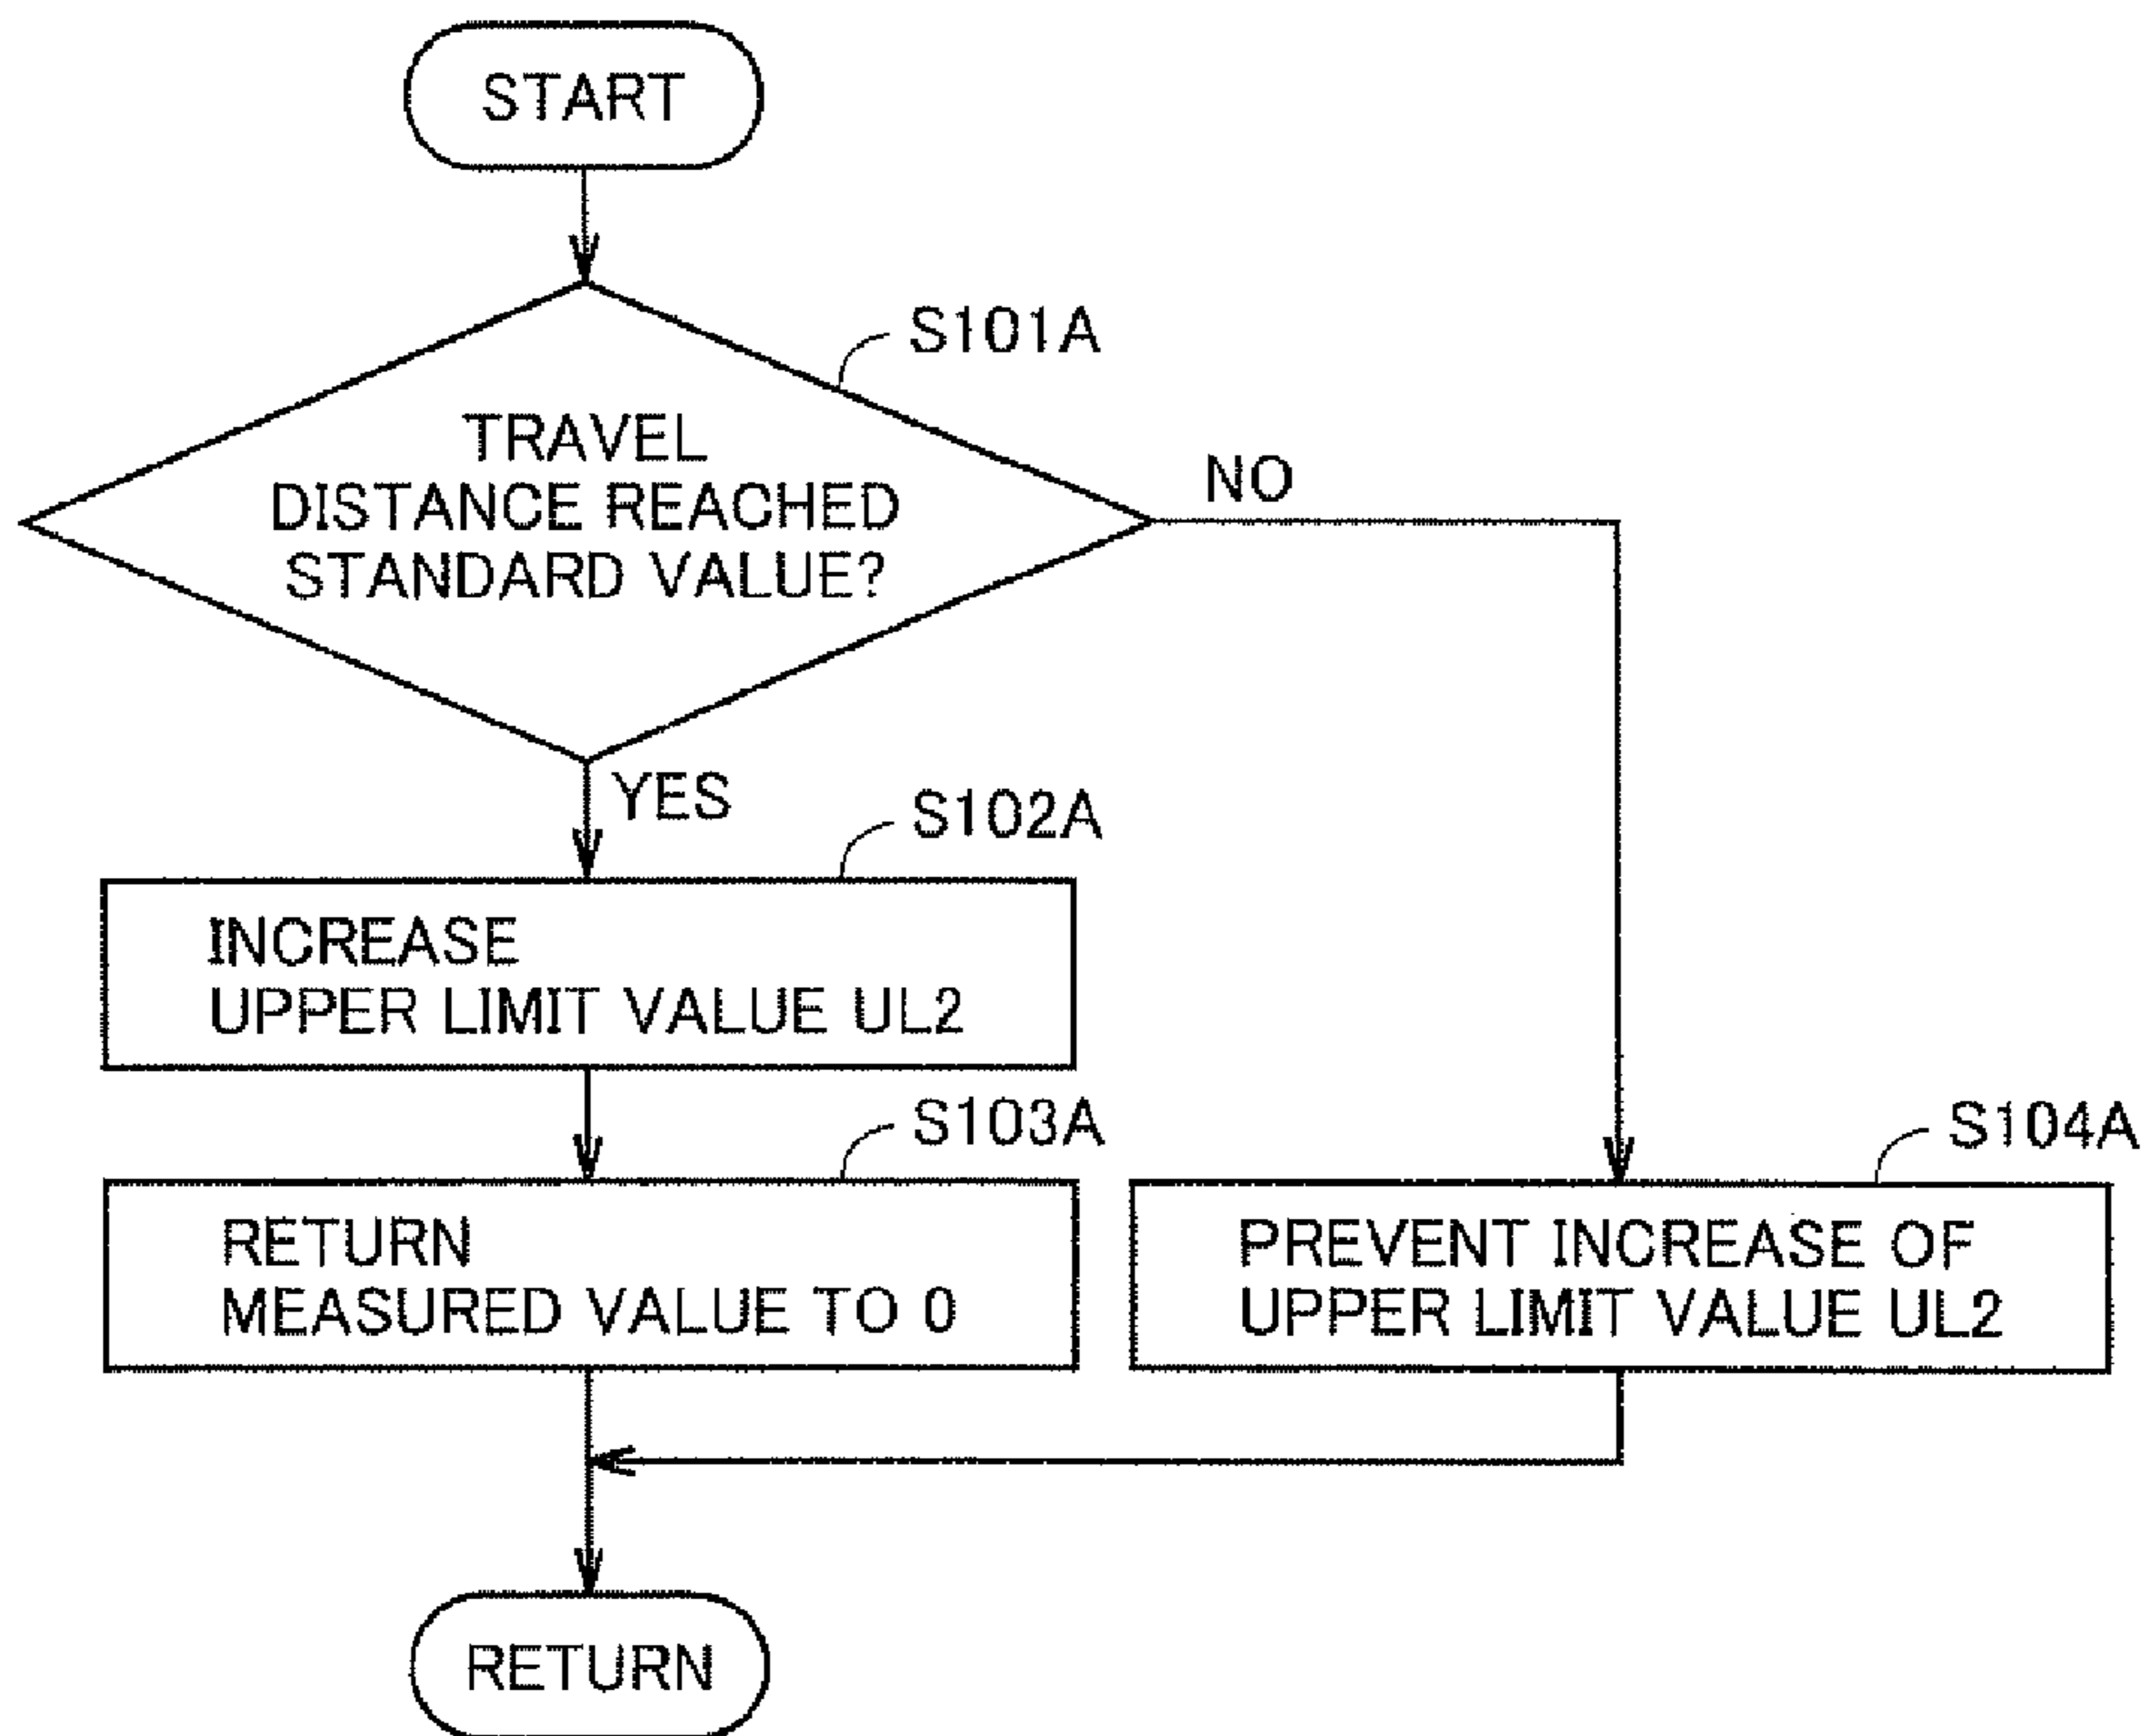 START
S101A
TRAVEL
DISTANCE REACHED
STANDARD VALUE?
NO
YES
S102A
INCREASE
UPPER LIMIT VALUE UL2
S103A
RETURN
MEASURED VALUE TO 0
S104A
PREVENT INCREASE OF
UPPER LIMIT VALUE UL2
RETURN